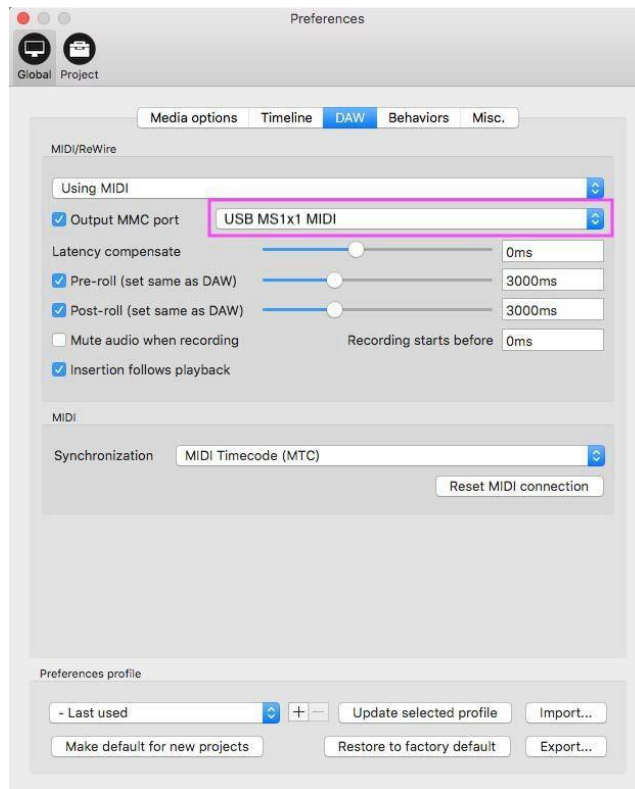 Preferences
Global Project
Media options Timeline DAW Behaviors Misc.
MIDI/ReWire
Using MIDI
Output MMC port USB MS1x1 MIDI
Latency compensate 0ms
Pre-roll (set same as DAW) 3000ms
Post-roll (set same as DAW) 3000ms
Mute audio when recording Recording starts before 0ms
Insertion follows playback
MIDI
Synchronization MIDI Timecode (MTC)
Reset MIDI connection
Preferences profile
- Last used + − Update selected profile Import...
Make default for new projects Restore to factory default Export...